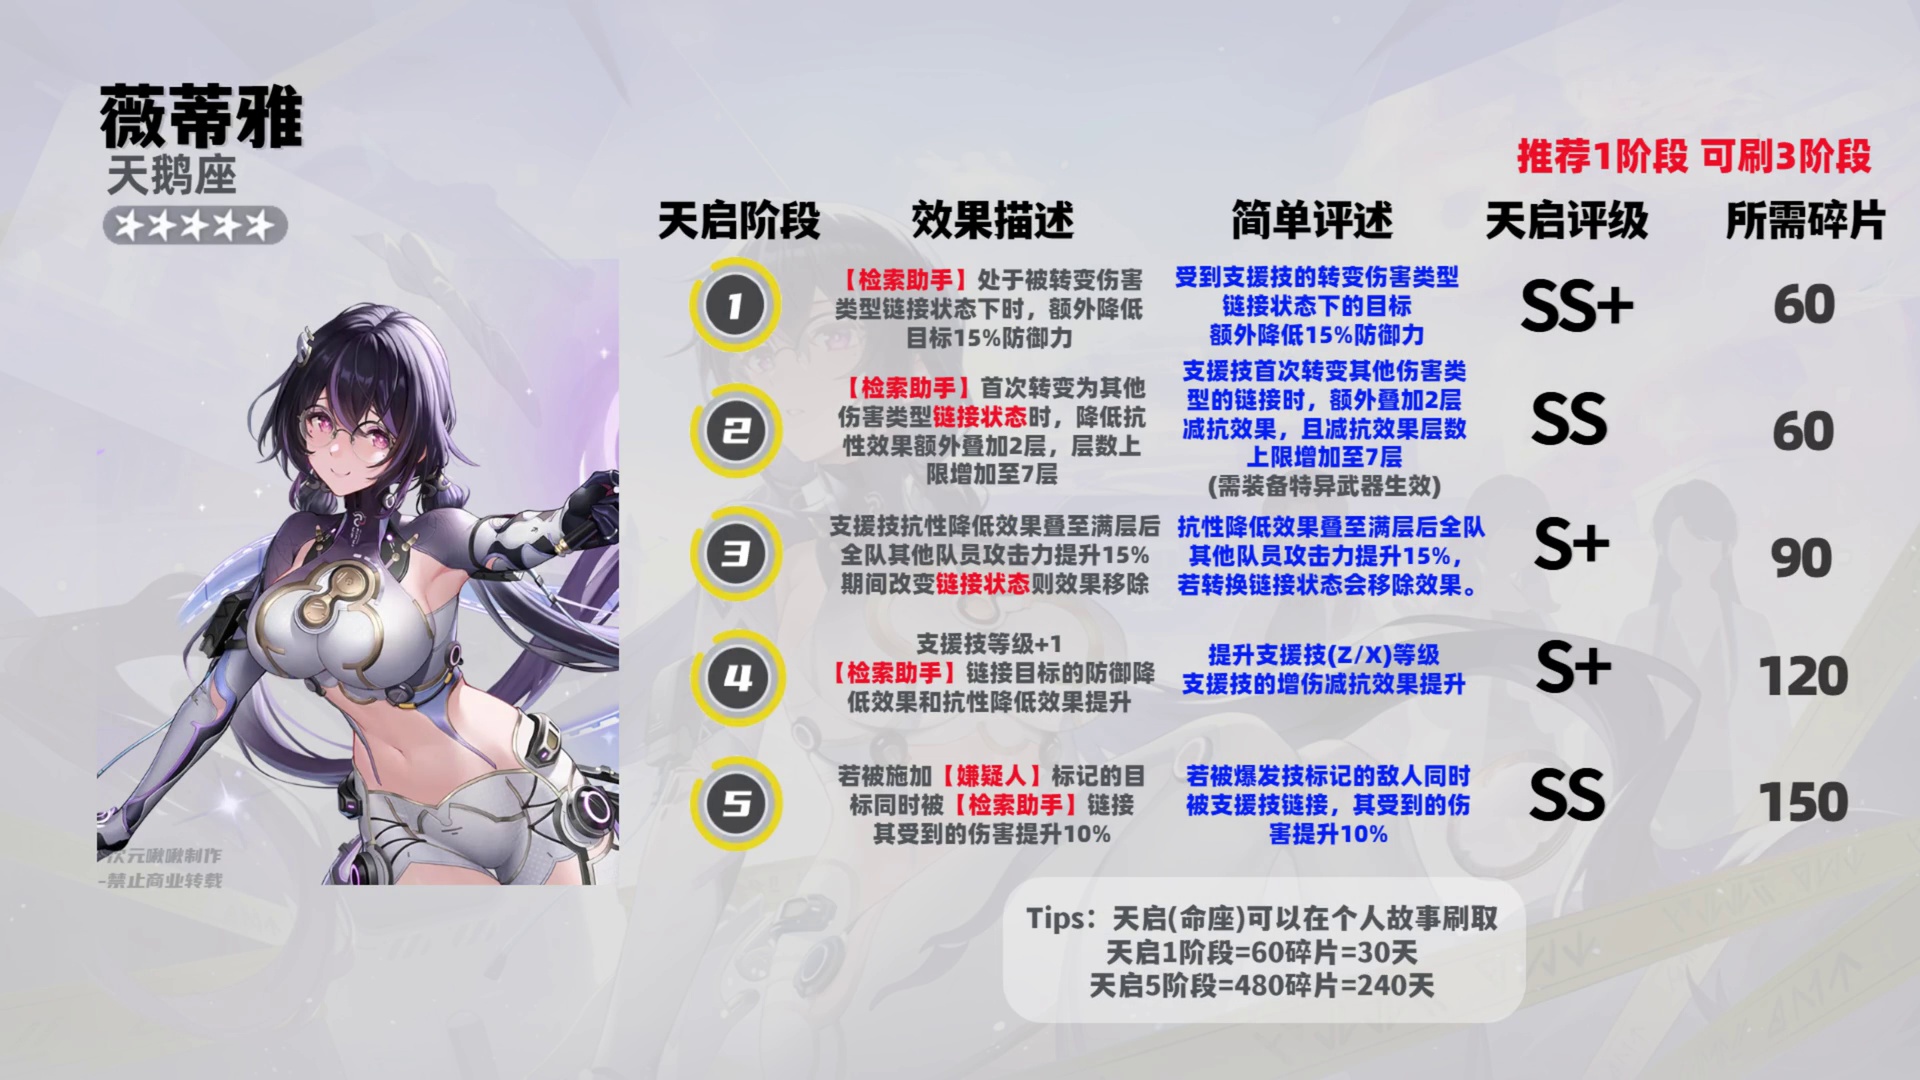 薇蒂雅
天鹅座
推荐1阶段 可刷3阶段
天启阶段 效果描述 简单评述 天启评级 所需碎片
1
【检索助手】处于被转变伤害
类型链接状态下时，额外降低
目标15%防御力
受到支援技的转变伤害类型
链接状态下的目标
额外降低15%防御力
SS+
60
2
【检索助手】首次转变为其他
伤害类型链接状态时，降低抗
性效果额外叠加2层，层数上
限增加至7层
支援技首次转变其他伤害类
型的链接时，额外叠加2层
减抗效果，且减抗效果层数
上限增加至7层
(需装备特异武器生效)
SS
60
3
支援技抗性降低效果叠至满层后
全队其他队员攻击力提升15%
期间改变链接状态则效果移除
抗性降低效果叠至满层后全队
其他队员攻击力提升15%，
若转换链接状态会移除效果。
S+
90
4
支援技等级+1
【检索助手】链接目标的防御降
低效果和抗性降低效果提升
提升支援技(Z/X)等级
支援技的增伤减抗效果提升
S+
120
5
若被施加【嫌疑人】标记的目
标同时被【检索助手】链接
其受到的伤害提升10%
若被爆发技标记的敌人同时
被支援技链接，其受到的伤
害提升10%
SS
150
次元啾啾制作
-禁止商业转载
Tips：天启(命座)可以在个人故事刷取
天启1阶段=60碎片=30天
天启5阶段=480碎片=240天